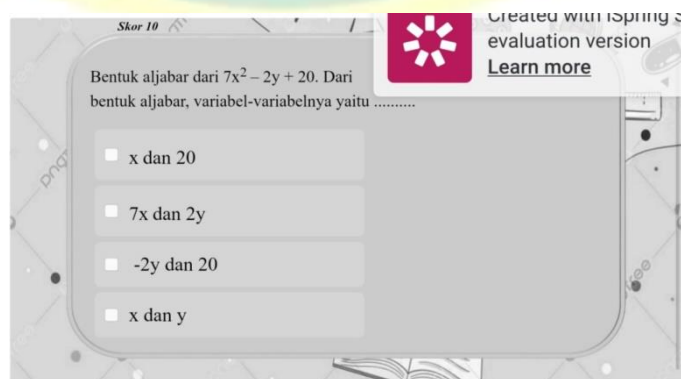 Skor 10
Created with iSpring
evaluation version
Learn more
Bentuk aljabar dari 7x² – 2y + 20. Dari
bentuk aljabar, variabel-variabelnya yaitu ..........
x dan 20
7x dan 2y
-2y dan 20
x dan y